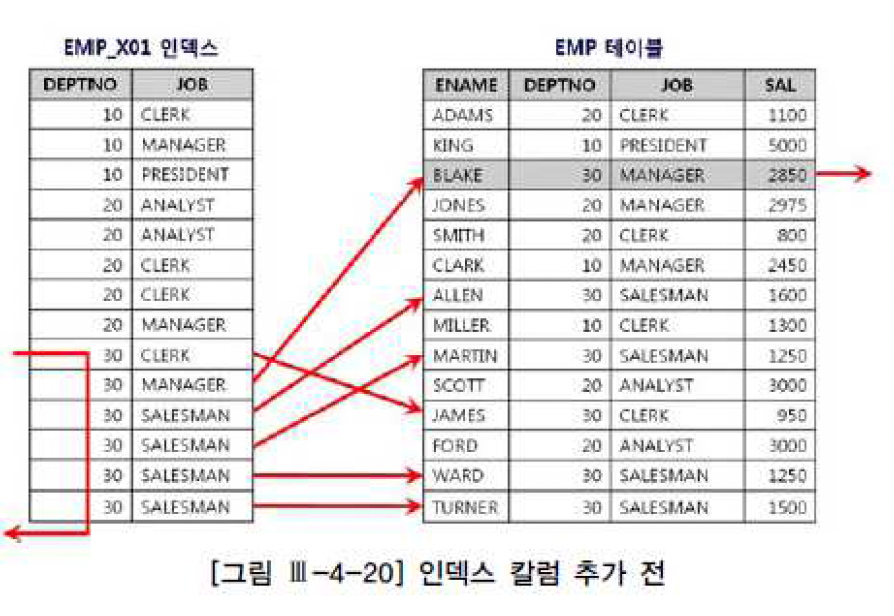 EMP_X01 인덱스
DEPTNO JOB
10 CLERK
10 MANAGER
10 PRESIDENT
20 ANALYST
20 ANALYST
20 CLERK
20 CLERK
20 MANAGER
30 CLERK
30 MANAGER
30 SALESMAN
30 SALESMAN
30 SALESMAN
30 SALESMAN
EMP 테이블
ENAME DEPTNO JOB SAL
ADAMS 20 CLERK 1100
KING 10 PRESIDENT 5000
BLAKE 30 MANAGER 2850
JONES 20 MANAGER 2975
SMITH 20 CLERK 800
CLARK 10 MANAGER 2450
ALLEN 30 SALESMAN 1600
MILLER 10 CLERK 1300
MARTIN 30 SALESMAN 1250
SCOTT 20 ANALYST 3000
JAMES 30 CLERK 950
FORD 20 ANALYST 3000
WARD 30 SALESMAN 1250
TURNER 30 SALESMAN 1500
[그림 Ⅲ-4-20] 인덱스 칼럼 추가 전